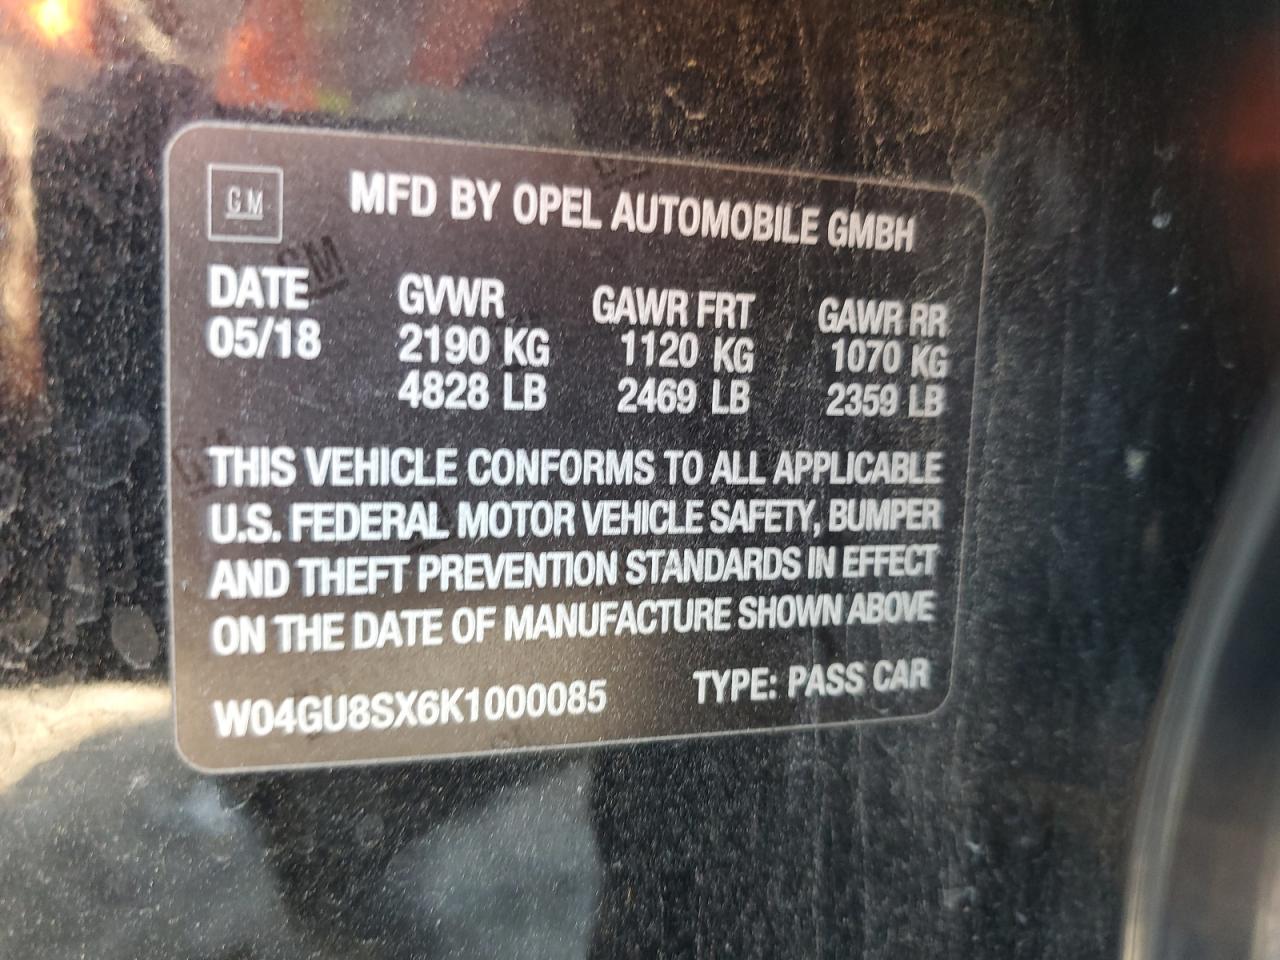 GM
MFD BY OPEL AUTOMOBILE GMBH
DATE GVWR GAWR FRT GAWR RR
05/18 2190 KG 1120 KG 1070 KG
4828 LB 2469 LB 2359 LB
THIS VEHICLE CONFORMS TO ALL APPLICABLE
U.S. FEDERAL MOTOR VEHICLE SAFETY, BUMPER
AND THEFT PREVENTION STANDARDS IN EFFECT
ON THE DATE OF MANUFACTURE SHOWN ABOVE
W04GU8SX6K1000085 TYPE: PASS CAR